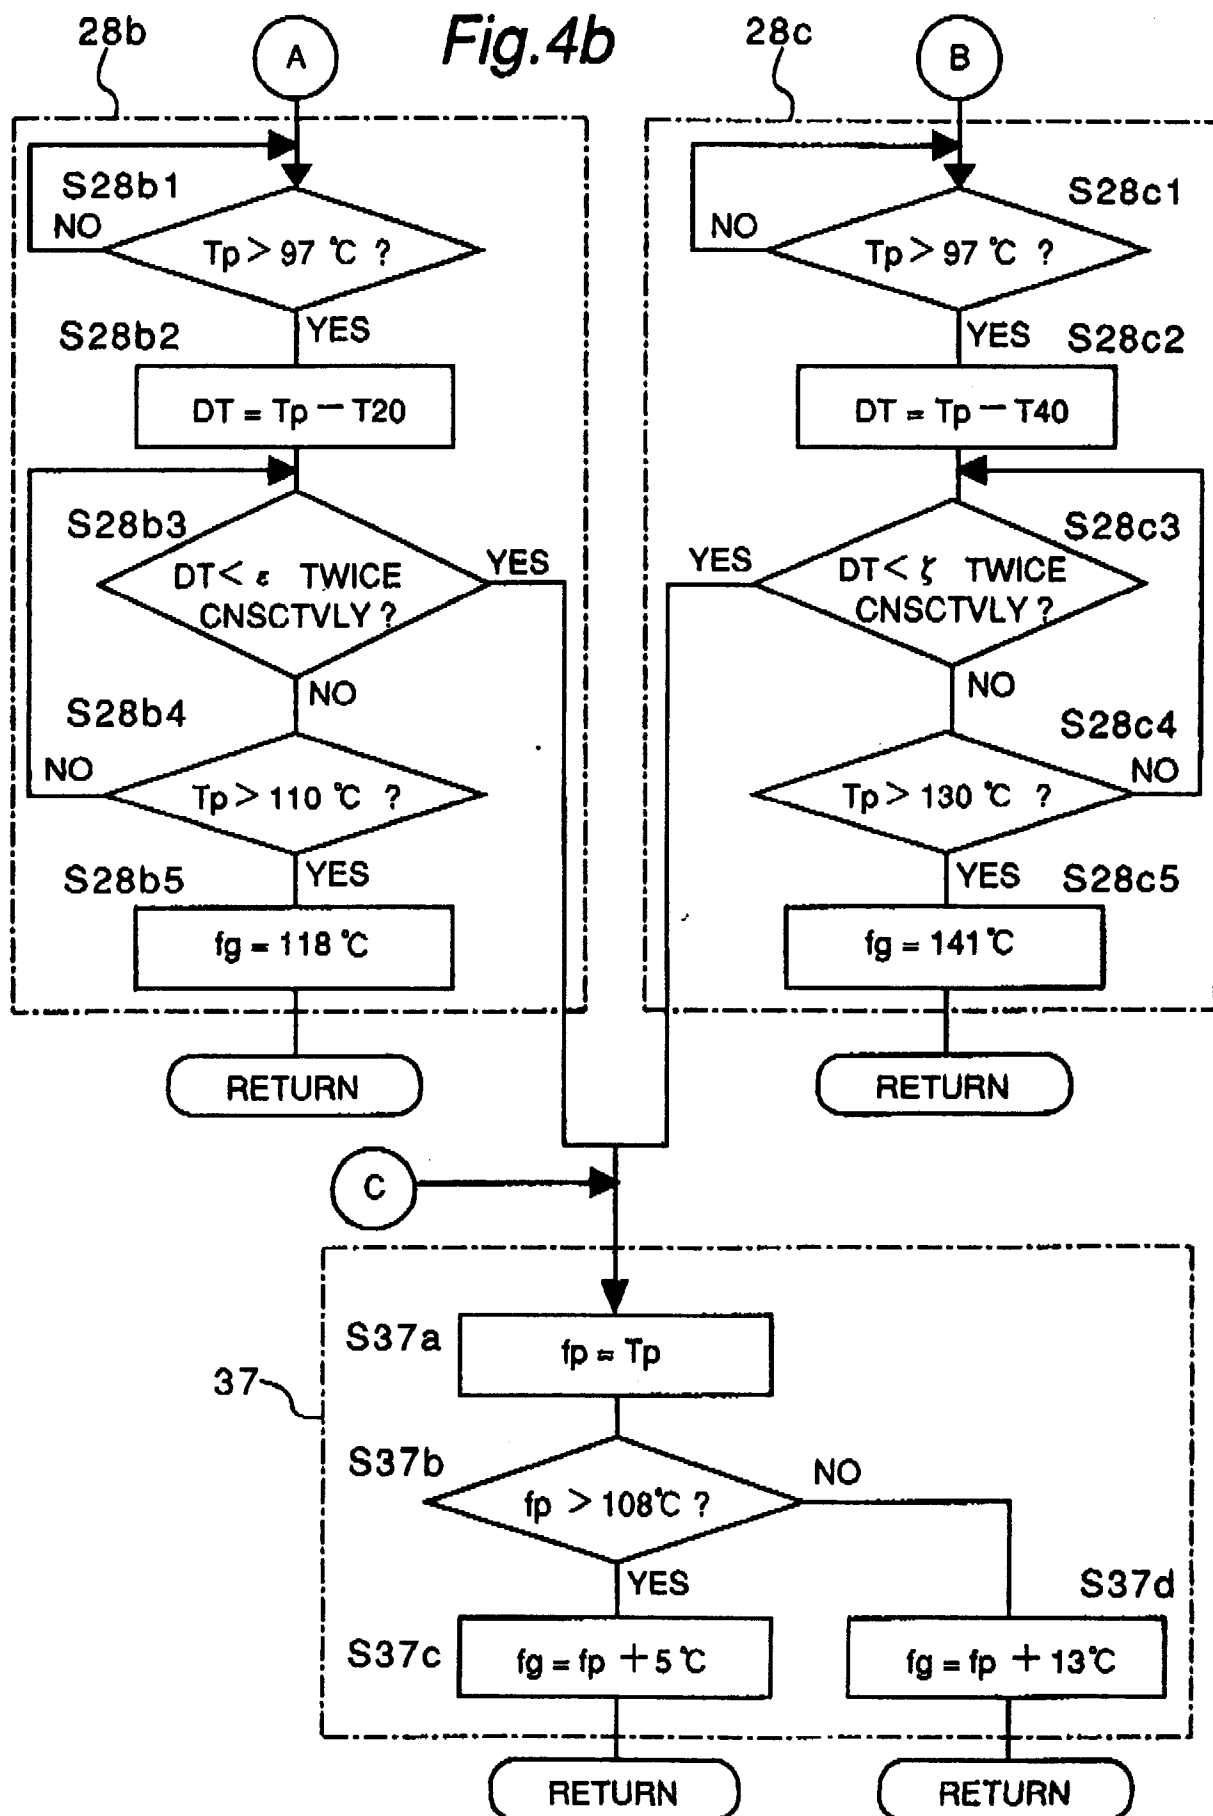 Fig.4b
28b
A
S28b1
NO
Tp > 97 ℃ ?
YES
S28b2
DT = Tp − T20
S28b3
DT < ε TWICE
CNSCTVLY ?
YES
NO
S28b4
NO
Tp > 110 ℃ ?
YES
S28b5
fg = 118 ℃
RETURN
28c
B
S28c1
NO
Tp > 97 ℃ ?
YES
S28c2
DT = Tp − T40
S28c3
YES
DT < ζ TWICE
CNSCTVLY ?
NO
S28c4
NO
Tp > 130 ℃ ?
YES
S28c5
fg = 141 ℃
RETURN
C
37
S37a
fp = Tp
S37b
NO
fp > 108℃ ?
YES
S37c
fg = fp + 5 ℃
S37d
fg = fp + 13℃
RETURN
RETURN